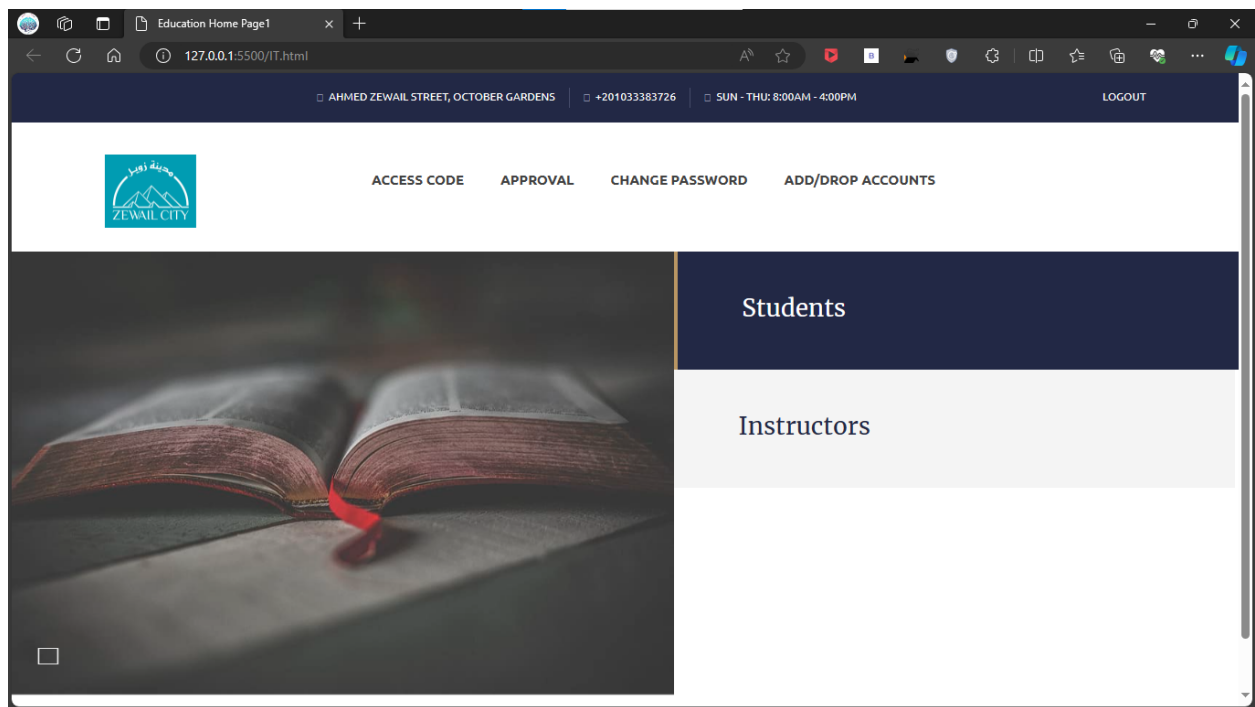 Education Home Page1
127.0.0.1:5500/IT.html
AHMED ZEWAIL STREET, OCTOBER GARDENS
+201033383726
SUN - THU: 8:00AM - 4:00PM
LOGOUT
مدينة زويل
ZEWAIL CITY
ACCESS CODE
APPROVAL
CHANGE PASSWORD
ADD/DROP ACCOUNTS
Students
Instructors